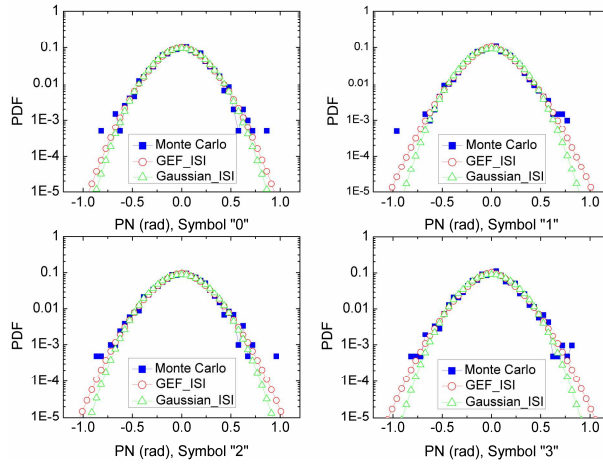 PDF
0.1
0.01
1E-3
1E-4
1E-5
-1.0 -0.5 0.0 0.5 1.0
PN (rad), Symbol "0"
Monte Carlo
GEF_ISI
Gaussian_ISI
PDF
0.1
0.01
1E-3
1E-4
1E-5
-1.0 -0.5 0.0 0.5 1.0
PN (rad), Symbol "1"
Monte Carlo
GEF_ISI
Gaussian_ISI
PDF
0.1
0.01
1E-3
1E-4
1E-5
-1.0 -0.5 0.0 0.5 1.0
PN (rad), Symbol "2"
Monte Carlo
GEF_ISI
Gaussian_ISI
PDF
0.1
0.01
1E-3
1E-4
1E-5
-1.0 -0.5 0.0 0.5 1.0
PN (rad), Symbol "3"
Monte Carlo
GEF_ISI
Gaussian_ISI